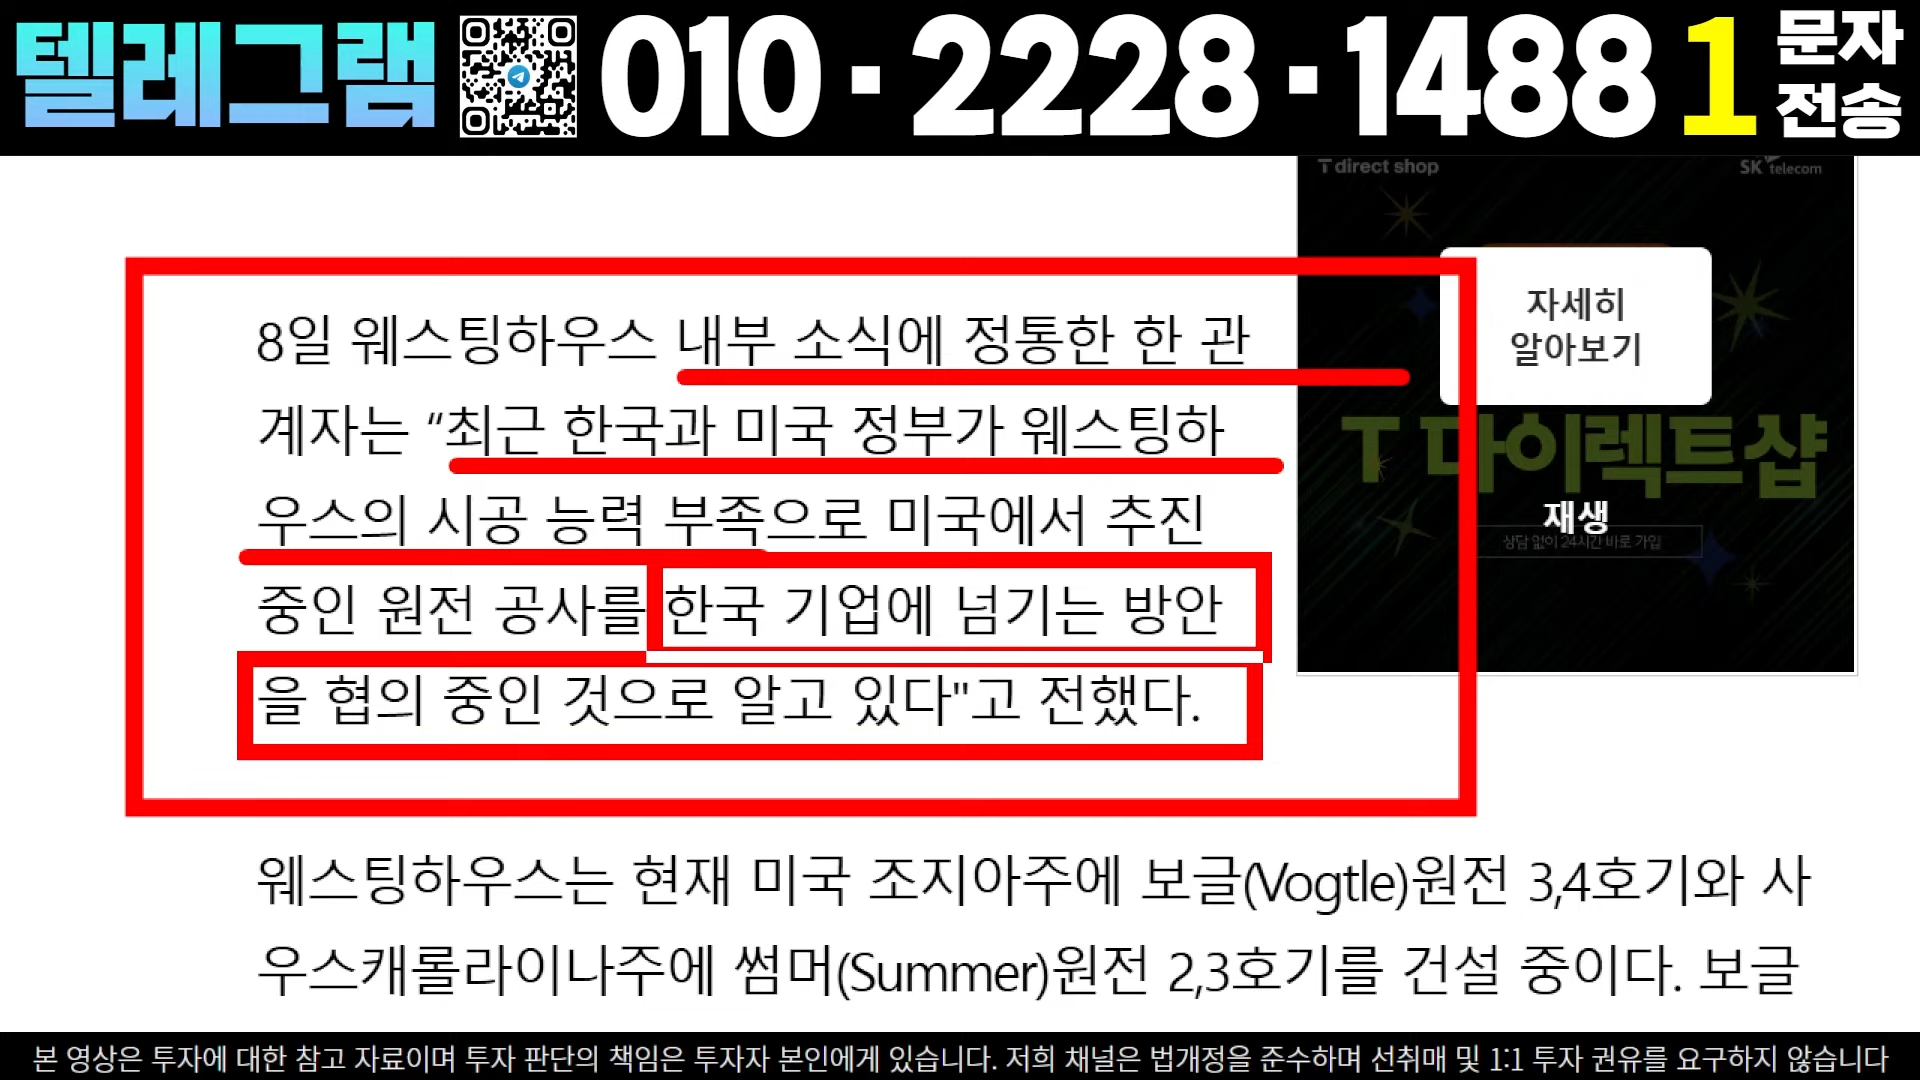 텔레그램
010·2228·1488 1 문자
전송
T direct shop
SK telecom
자세히
알아보기
T 다이렉트샵
재생
상담 없이 24시간 바로 가입
8일 웨스팅하우스 내부 소식에 정통한 한 관
계자는 “최근 한국과 미국 정부가 웨스팅하
우스의 시공 능력 부족으로 미국에서 추진
중인 원전 공사를 한국 기업에 넘기는 방안
을 협의 중인 것으로 알고 있다"고 전했다.
웨스팅하우스는 현재 미국 조지아주에 보글(Vogtle)원전 3,4호기와 사
우스캐롤라이나주에 썸머(Summer)원전 2,3호기를 건설 중이다. 보글
본 영상은 투자에 대한 참고 자료이며 투자 판단의 책임은 투자자 본인에게 있습니다. 저희 채널은 법개정을 준수하며 선취매 및 1:1 투자 권유를 요구하지 않습니다